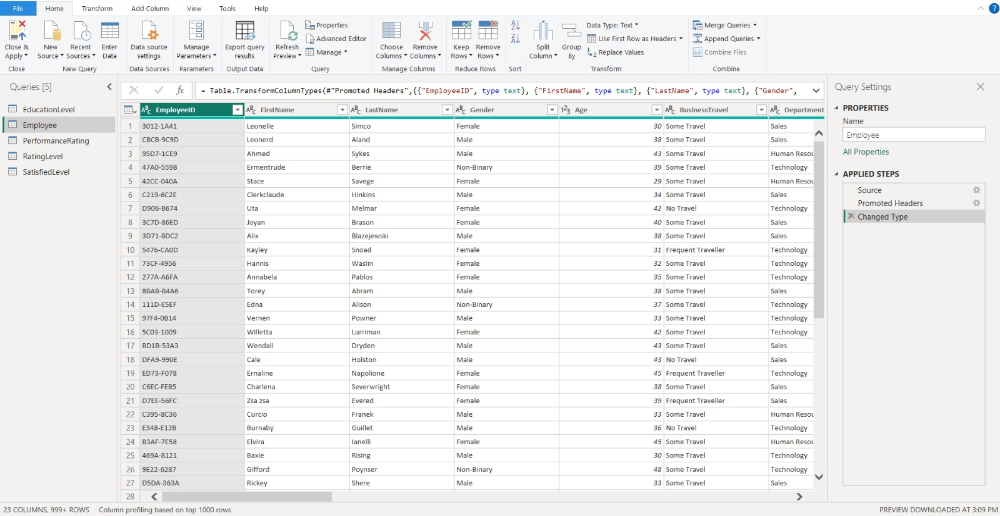 File Home Transform Add Column View Tools Help
Close & Apply New Source Recent Sources Enter Data Data source settings Manage Parameters Export query results Refresh Preview Properties Advanced Editor Manage Choose Columns Remove Columns Keep Rows Remove Rows Split Column Group By Data Type: Text Use First Row as Headers Replace Values Merge Queries Append Queries Combine Files
Close New Query Data Sources Parameters Output Data Query Manage Columns Reduce Rows Sort Transform Combine
Queries [5]
EducationLevel
Employee
PerformanceRating
RatingLevel
SatisfiedLevel
= Table.TransformColumnTypes(#"Promoted Headers",{{"EmployeeID", type text}, {"FirstName", type text}, {"LastName", type text}, {"Gender",
EmployeeID FirstName LastName Gender Age BusinessTravel Department
1 3012-1A41 Leonelle Simco Female 30 Some Travel Sales
2 CBCB-9C9D Leonerd Aland Male 38 Some Travel Sales
3 95D7-1CE9 Ahmed Sykes Male 43 Some Travel Human Resou
4 47A0-559B Ermentrude Berrie Non-Binary 39 Some Travel Technology
5 42CC-040A Stace Savege Female 29 Some Travel Human Resou
6 C219-6C2E Clerkclaude Hinkins Male 34 Some Travel Sales
7 D906-B674 Uta Melmar Female 42 No Travel Technology
8 3C7D-86ED Joyan Brason Female 40 Some Travel Sales
9 3D71-8DC2 Alix Blazejewski Male 38 Some Travel Sales
10 5476-CA0D Kayley Snoad Female 31 Frequent Traveller Technology
11 73CF-4956 Hannis Waslin Female 32 Some Travel Technology
12 277A-A6FA Annabela Pablos Female 35 Some Travel Technology
13 8BAB-B4A6 Torey Abram Male 38 Some Travel Sales
14 111D-E5EF Edna Alison Non-Binary 37 Some Travel Technology
15 97F4-0B14 Vernen Powner Male 33 Some Travel Technology
16 5C03-1009 Willetta Lurriman Female 42 Some Travel Technology
17 BD1B-53A3 Wendall Dryden Male 43 Some Travel Sales
18 DFA9-990E Cale Holston Male 43 No Travel Sales
19 ED73-F078 Ernaline Napolione Female 45 Frequent Traveller Technology
20 C6EC-FEB5 Charlena Severwright Female 38 Some Travel Sales
21 D7EE-56FC Zsa zsa Evered Female 39 Frequent Traveller Sales
22 C395-8C36 Curcio Franek Male 33 Some Travel Human Resou
23 E348-E12B Burnaby Guillet Male 36 No Travel Technology
24 B3AF-7E58 Elvira Ianelli Female 45 Some Travel Human Resou
25 469A-8121 Baxie Rising Male 30 Some Travel Technology
26 9E22-6287 Gifford Poynser Non-Binary 48 Some Travel Technology
27 D5DA-363A Rickey Shere Male 33 Some Travel Sales
28
Query Settings
PROPERTIES
Name
Employee
All Properties
APPLIED STEPS
Source
Promoted Headers
Changed Type
23 COLUMNS, 999+ ROWS Column profiling based on top 1000 rows PREVIEW DOWNLOADED AT 3:09 PM